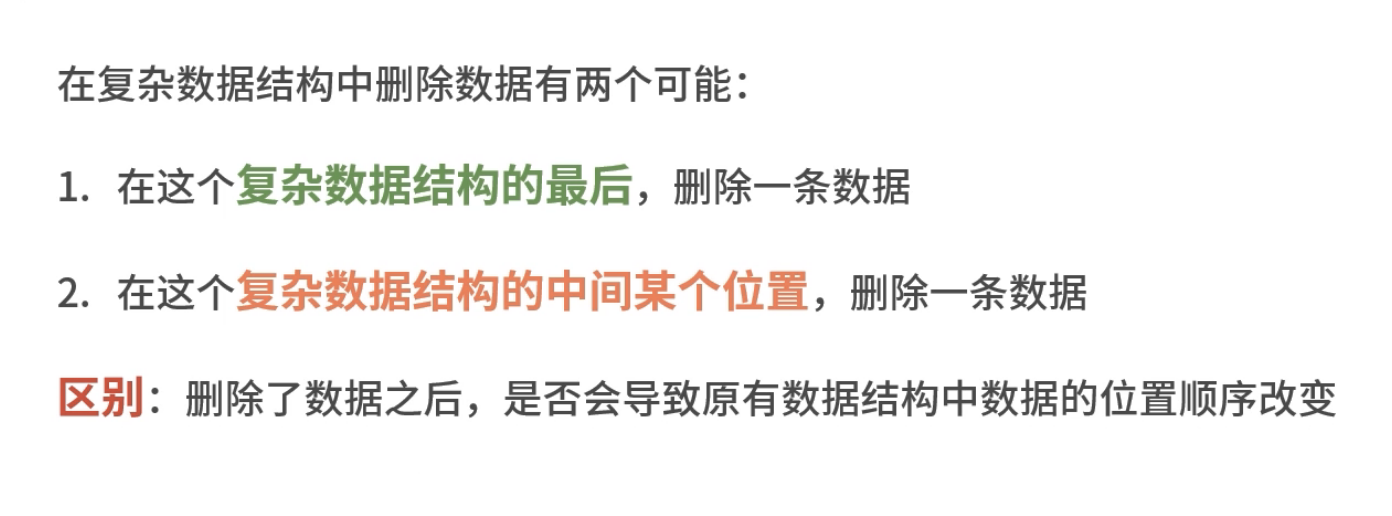 在复杂数据结构中删除数据有两个可能：
1. 在这个复杂数据结构的最后，删除一条数据
2. 在这个复杂数据结构的中间某个位置，删除一条数据
区别：删除了数据之后，是否会导致原有数据结构中数据的位置顺序改变